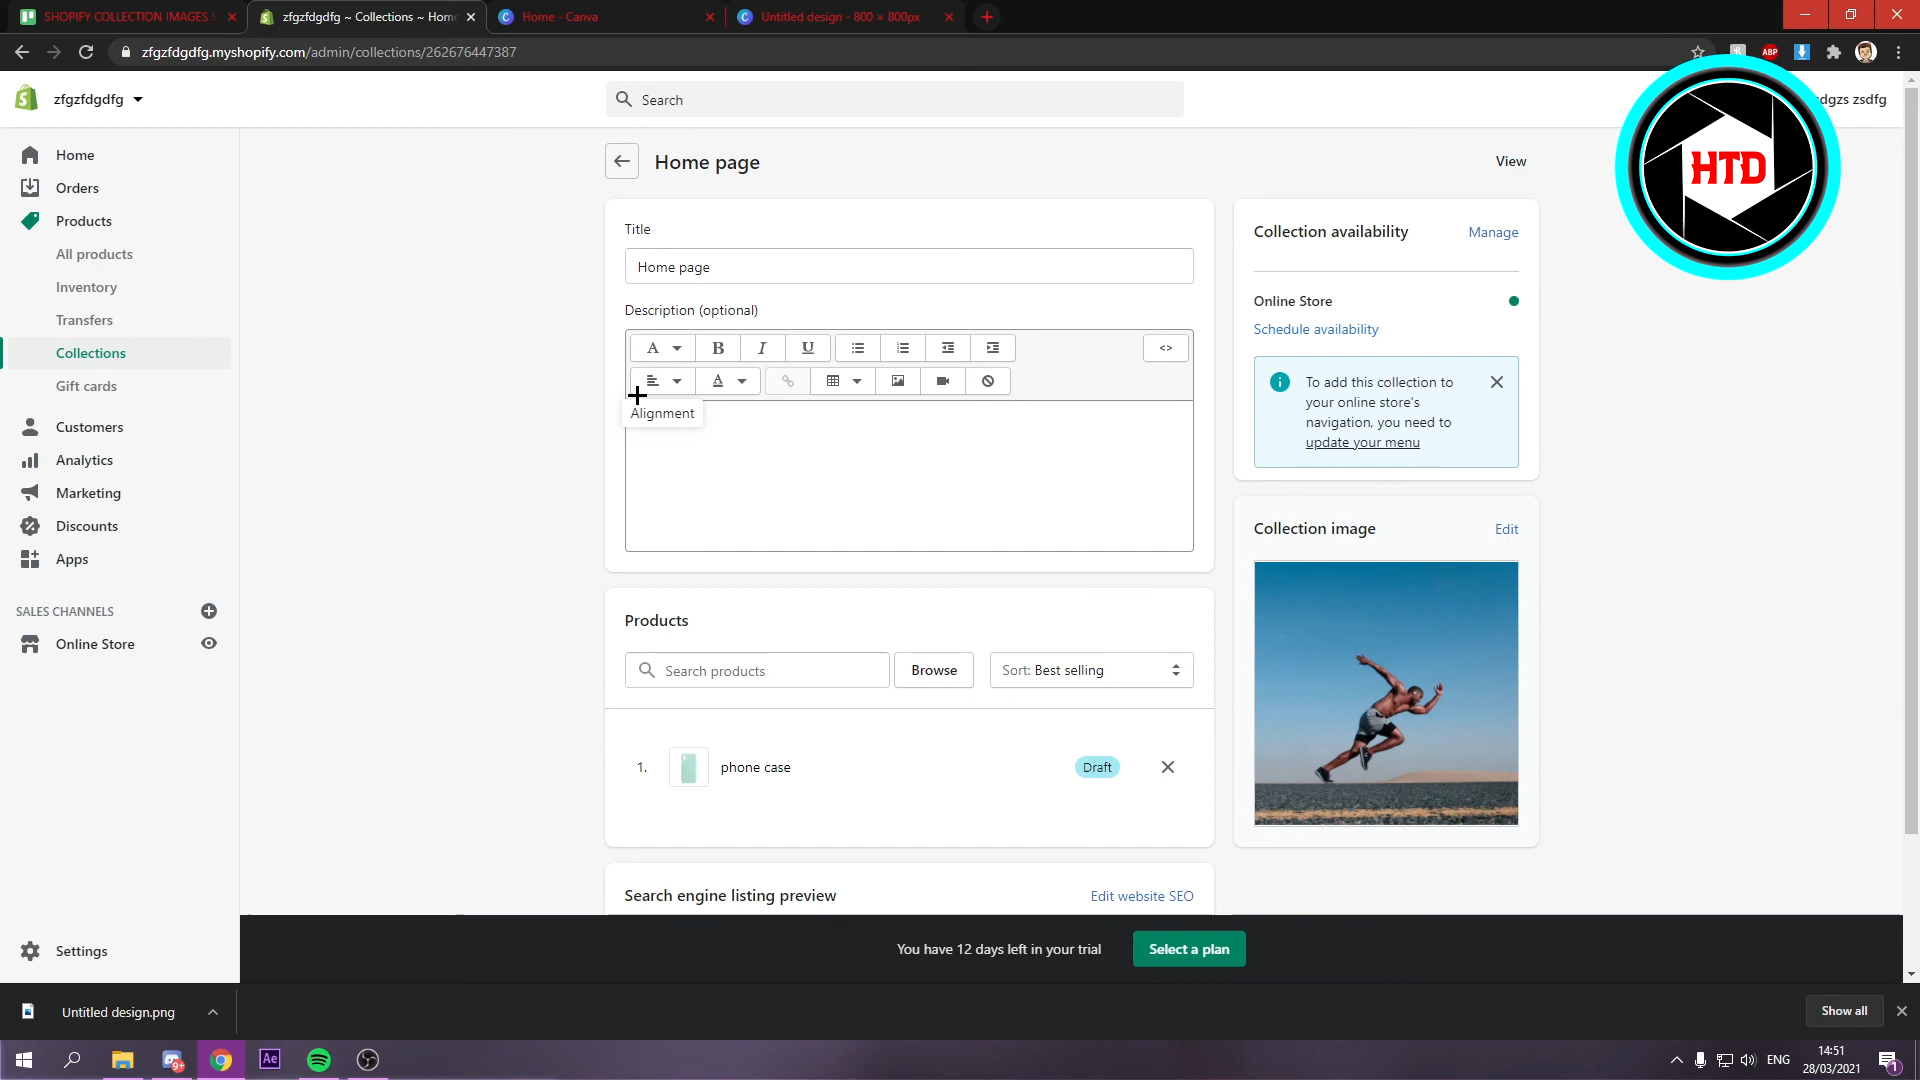 SHOPIFY COLLECTION IMAGES S
zfgzfdgdfg ~ Collections ~ Home
Home - Canva
Untitled design - 800 × 800px
zfgzfdgdfg.myshopify.com/admin/collections/262676447387
ABP
zfgzfdgdfg
Search
dgzs zsdfg
HTD
Home
Orders
Products
All products
Inventory
Transfers
Collections
Gift cards
Customers
Analytics
Marketing
Discounts
Apps
SALES CHANNELS
Online Store
Settings
Home page
View
Title
Home page
Description (optional)
A B I U <>
A
Alignment
Products
Search products
Browse
Sort: Best selling
1. phone case Draft
Search engine listing preview
Edit website SEO
Collection availability
Manage
Online Store
Schedule availability
To add this collection to
your online store's
navigation, you need to
update your menu
Collection image
Edit
You have 12 days left in your trial
Select a plan
Untitled design.png
Show all
9+
Ae
ENG
14:51
28/03/2021
1